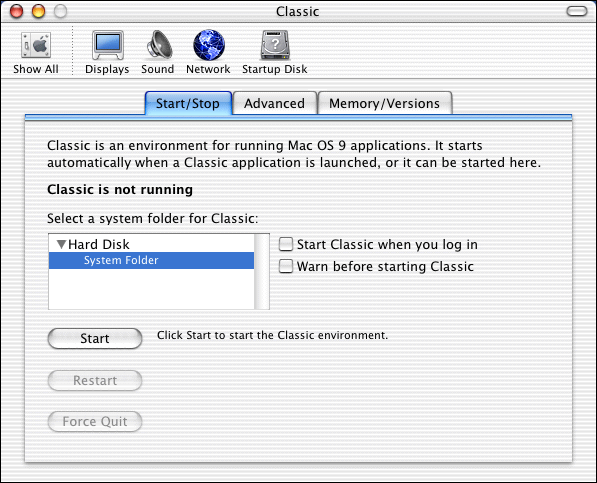 Classic
Show All
Displays
Sound
Network
Startup Disk
Start/Stop
Advanced
Memory/Versions
Classic is an environment for running Mac OS 9 applications. It starts
automatically when a Classic application is launched, or it can be started here.
Classic is not running
Select a system folder for Classic:
Hard Disk
System Folder
Start Classic when you log in
Warn before starting Classic
Start
Click Start to start the Classic environment.
Restart
Force Quit